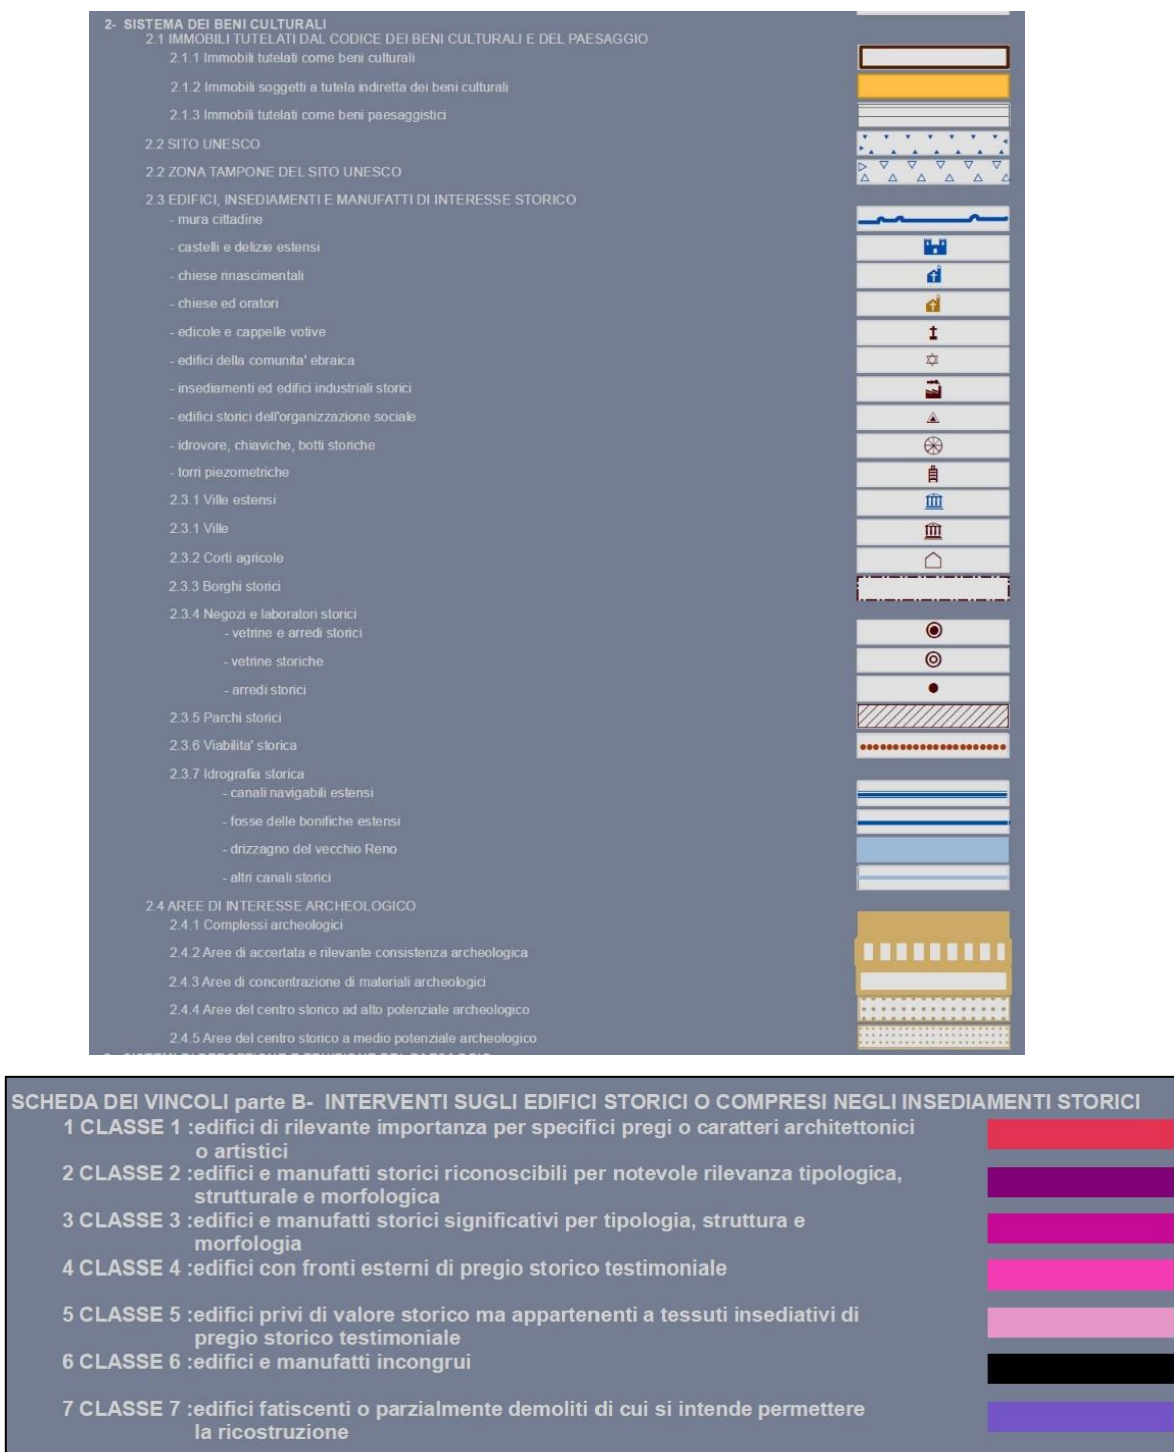 2- SISTEMA DEI BENI CULTURALI
2.1 IMMOBILI TUTELATI DAL CODICE DEI BENI CULTURALI E DEL PAESAGGIO
2.1.1 Immobili tutelati come beni culturali
2.1.2 Immobili soggetti a tutela indiretta dei beni culturali
2.1.3 Immobili tutelati come beni paesaggistici
2.2 SITO UNESCO
2.2 ZONA TAMPONE DEL SITO UNESCO
2.3 EDIFICI, INSEDIAMENTI E MANUFATTI DI INTERESSE STORICO
- mura cittadine
- castelli e delizie estensi
- chiese rinascimentali
- chiese ed oratori
- edicole e cappelle votive
- edifici della comunita' ebraica
- insediamenti ed edifici industriali storici
- edifici storici dell'organizzazione sociale
- idrovore, chiaviche, botti storiche
- torri piezometriche
2.3.1 Ville estensi
2.3.1 Ville
2.3.2 Corti agricole
2.3.3 Borghi storici
2.3.4 Negozi e laboratori storici
- vetrine e arredi storici
- vetrine storiche
- arredi storici
2.3.5 Parchi storici
2.3.6 Viabilita' storica
2.3.7 Idrografia storica
- canali navigabili estensi
- fosse delle bonifiche estensi
- drizzagno del vecchio Reno
- altri canali storici
2.4 AREE DI INTERESSE ARCHEOLOGICO
2.4.1 Complessi archeologici
2.4.2 Aree di accertata e rilevante consistenza archeologica
2.4.3 Aree di concentrazione di materiali archeologici
2.4.4 Aree del centro storico ad alto potenziale archeologico
2.4.5 Aree del centro storico a medio potenziale archeologico
SCHEDA DEI VINCOLI parte B- INTERVENTI SUGLI EDIFICI STORICI O COMPRESI NEGLI INSEDIAMENTI STORICI
1 CLASSE 1 :edifici di rilevante importanza per specifici pregi o caratteri architettonici
o artistici
2 CLASSE 2 :edifici e manufatti storici riconoscibili per notevole rilevanza tipologica,
strutturale e morfologica
3 CLASSE 3 :edifici e manufatti storici significativi per tipologia, struttura e
morfologia
4 CLASSE 4 :edifici con fronti esterni di pregio storico testimoniale
5 CLASSE 5 :edifici privi di valore storico ma appartenenti a tessuti insediativi di
pregio storico testimoniale
6 CLASSE 6 :edifici e manufatti incongrui
7 CLASSE 7 :edifici fatiscenti o parzialmente demoliti di cui si intende permettere
la ricostruzione